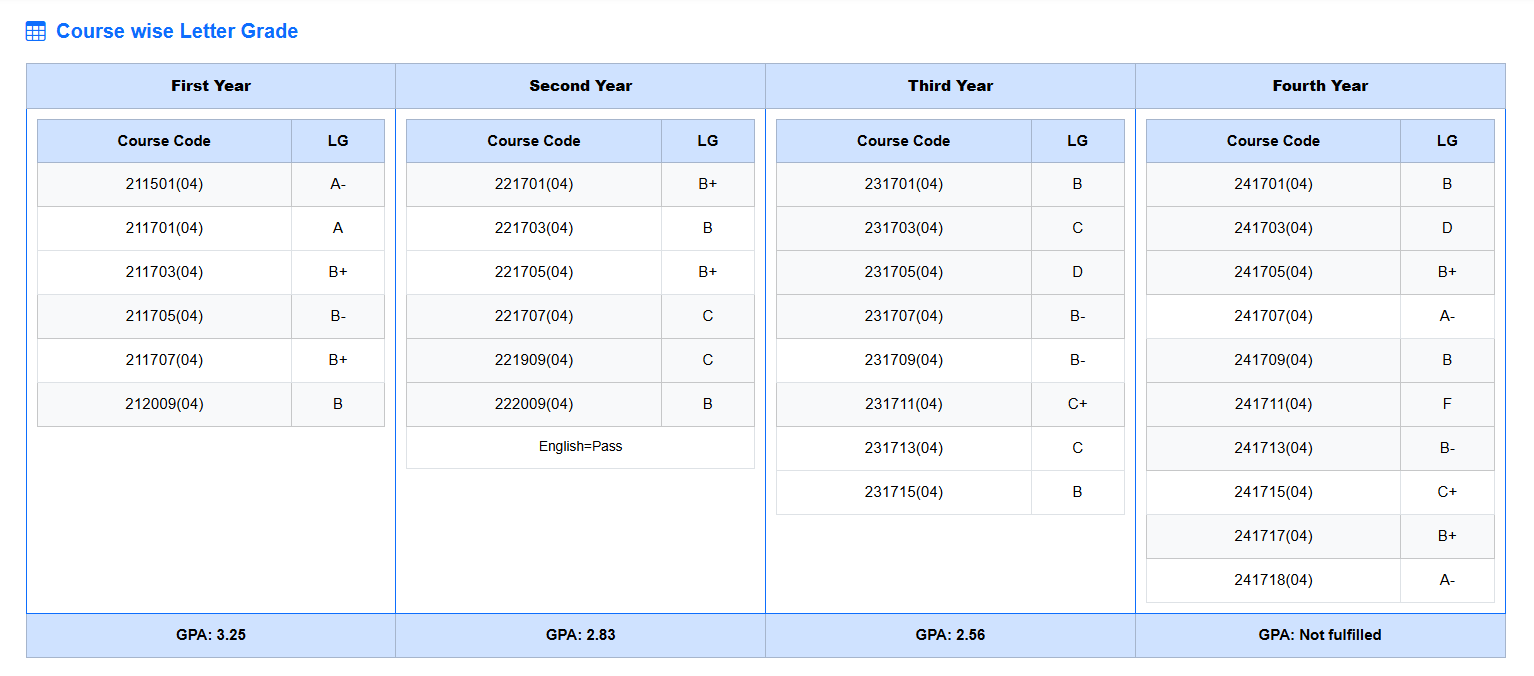 Course wise Letter Grade
First Year Second Year Third Year Fourth Year
Course Code LG Course Code LG Course Code LG Course Code LG
211501(04) A- 221701(04) B+ 231701(04) B 241701(04) B
211701(04) A 221703(04) B 231703(04) C 241703(04) D
211703(04) B+ 221705(04) B+ 231705(04) D 241705(04) B+
211705(04) B- 221707(04) C 231707(04) B- 241707(04) A-
211707(04) B+ 221909(04) C 231709(04) B- 241709(04) B
212009(04) B 222009(04) B 231711(04) C+ 241711(04) F
English=Pass 231713(04) C 241713(04) B-
231715(04) B 241715(04) C+
241717(04) B+
241718(04) A-
GPA: 3.25 GPA: 2.83 GPA: 2.56 GPA: Not fulfilled